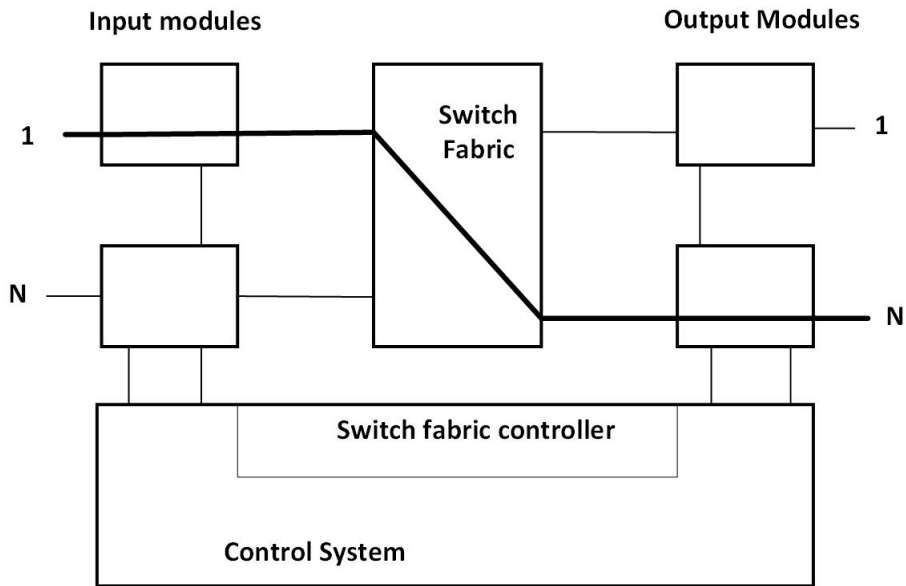 Input modules
Output Modules
Switch
Fabric
1
1
N
N
Switch fabric controller
Control System